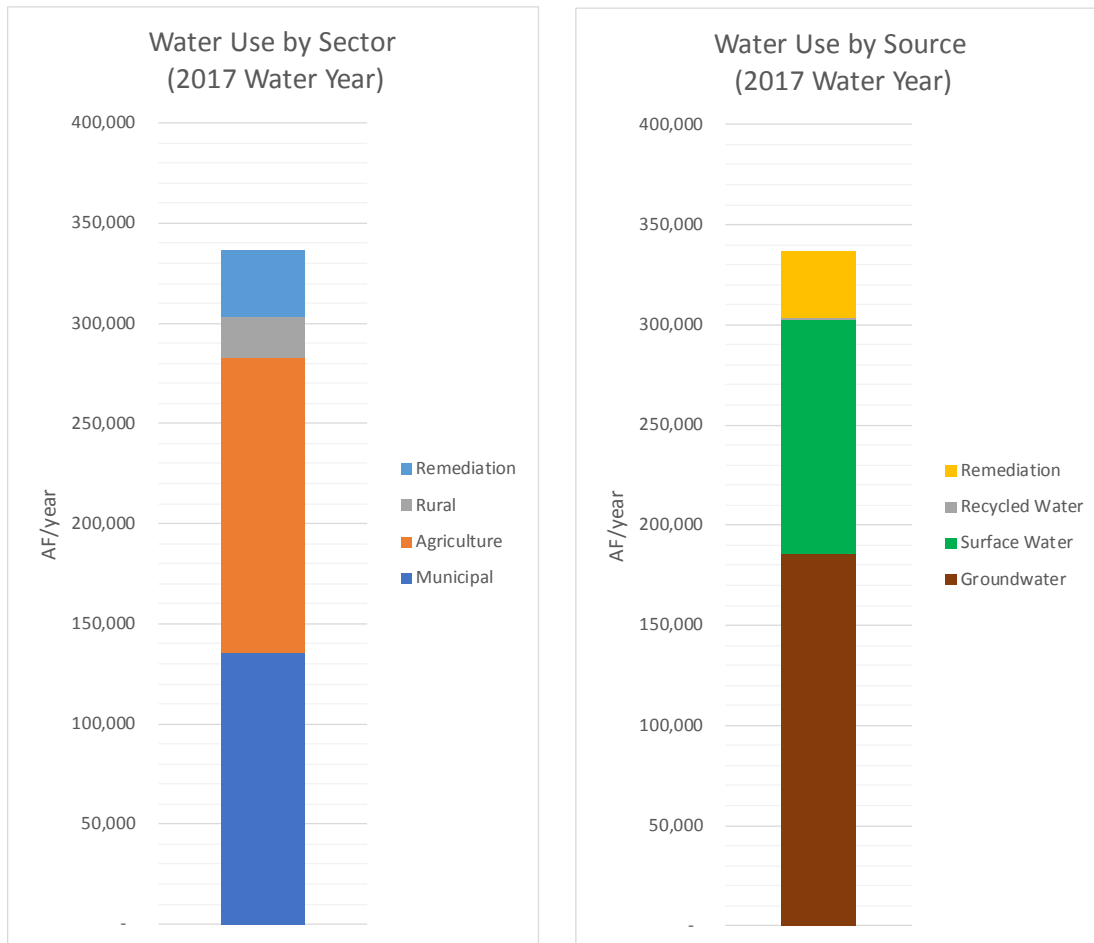 Water Use by Sector
(2017 Water Year)
400,000
350,000
300,000
250,000
200,000
150,000
100,000
50,000
-
AF/year
Remediation
Rural
Agriculture
Municipal
Water Use by Source
(2017 Water Year)
400,000
350,000
300,000
250,000
200,000
150,000
100,000
50,000
-
AF/year
Remediation
Recycled Water
Surface Water
Groundwater